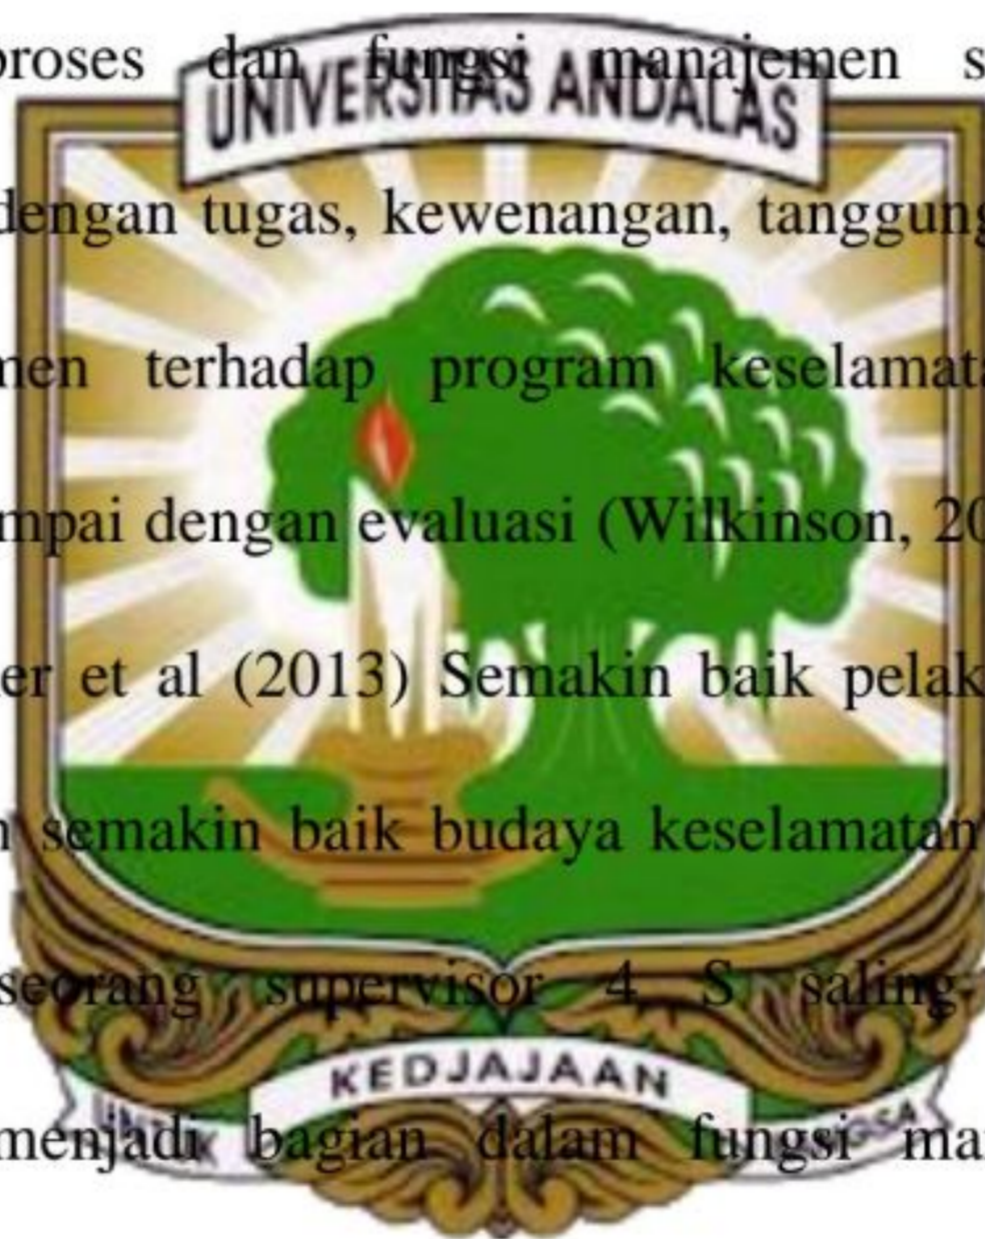 proses dan fungsi manajemen s
UNIVERSITAS ANDALAS
dengan tugas, kewenangan, tanggung
men terhadap program keselamata
mpai dengan evaluasi (Wilkinson, 20
er et al (2013) Semakin baik pelak
semakin baik budaya keselamatan
seorang supervisor 4 S saling
KEDJAJAAN
UNTUK
menjadi bagian dalam fungsi ma